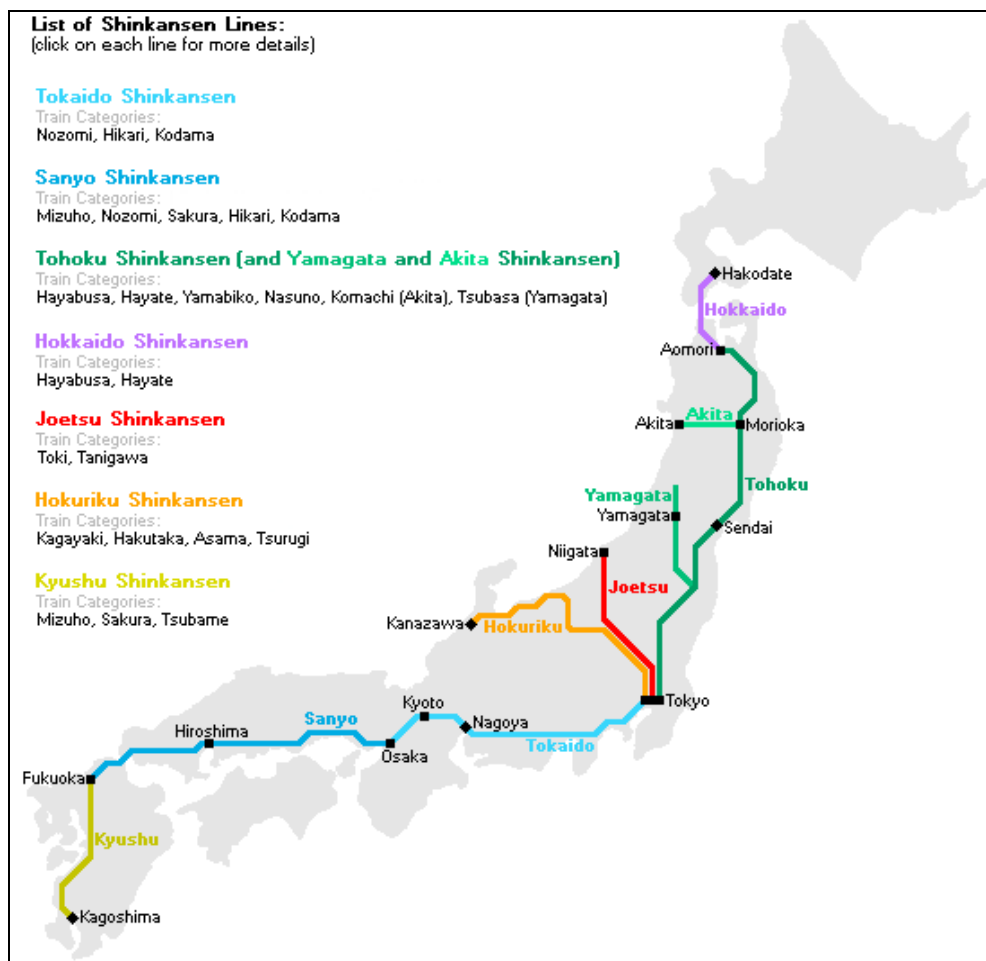 List of Shinkansen Lines:
(click on each line for more details)
Tokaido Shinkansen
Train Categories:
Nozomi, Hikari, Kodama
Sanyo Shinkansen
Train Categories:
Mizuho, Nozomi, Sakura, Hikari, Kodama
Tohoku Shinkansen (and Yamagata and Akita Shinkansen)
Train Categories:
Hayabusa, Hayate, Yamabiko, Nasuno, Komachi (Akita), Tsubasa (Yamagata)
Hokkaido Shinkansen
Train Categories:
Hayabusa, Hayate
Joetsu Shinkansen
Train Categories:
Toki, Tanigawa
Hokuriku Shinkansen
Train Categories:
Kagayaki, Hakutaka, Asama, Tsurugi
Kyushu Shinkansen
Train Categories:
Mizuho, Sakura, Tsubame
Hakodate
Hokkaido
Aomori
Akita
Akita
Morioka
Yamagata
Tohoku
Yamagata
Sendai
Niigata
Joetsu
Kanazawa
Hokuriku
Tokyo
Kyoto
Nagoya
Sanyo
Hiroshima
Tokaido
Osaka
Fukuoka
Kyushu
Kagoshima